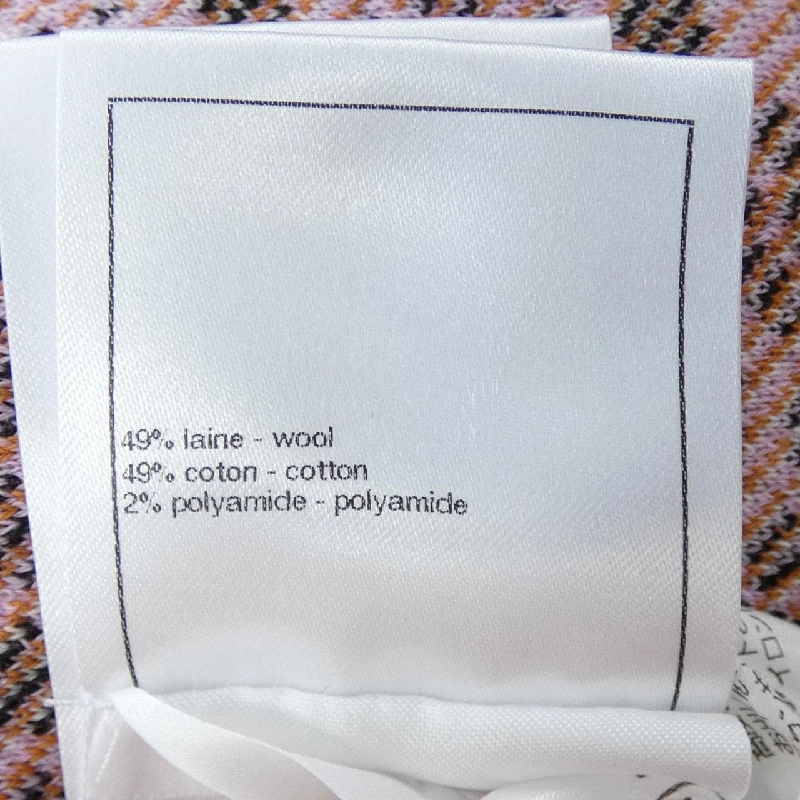 49% laine - wool
49% coton - cotton
2% polyamide - polyamide